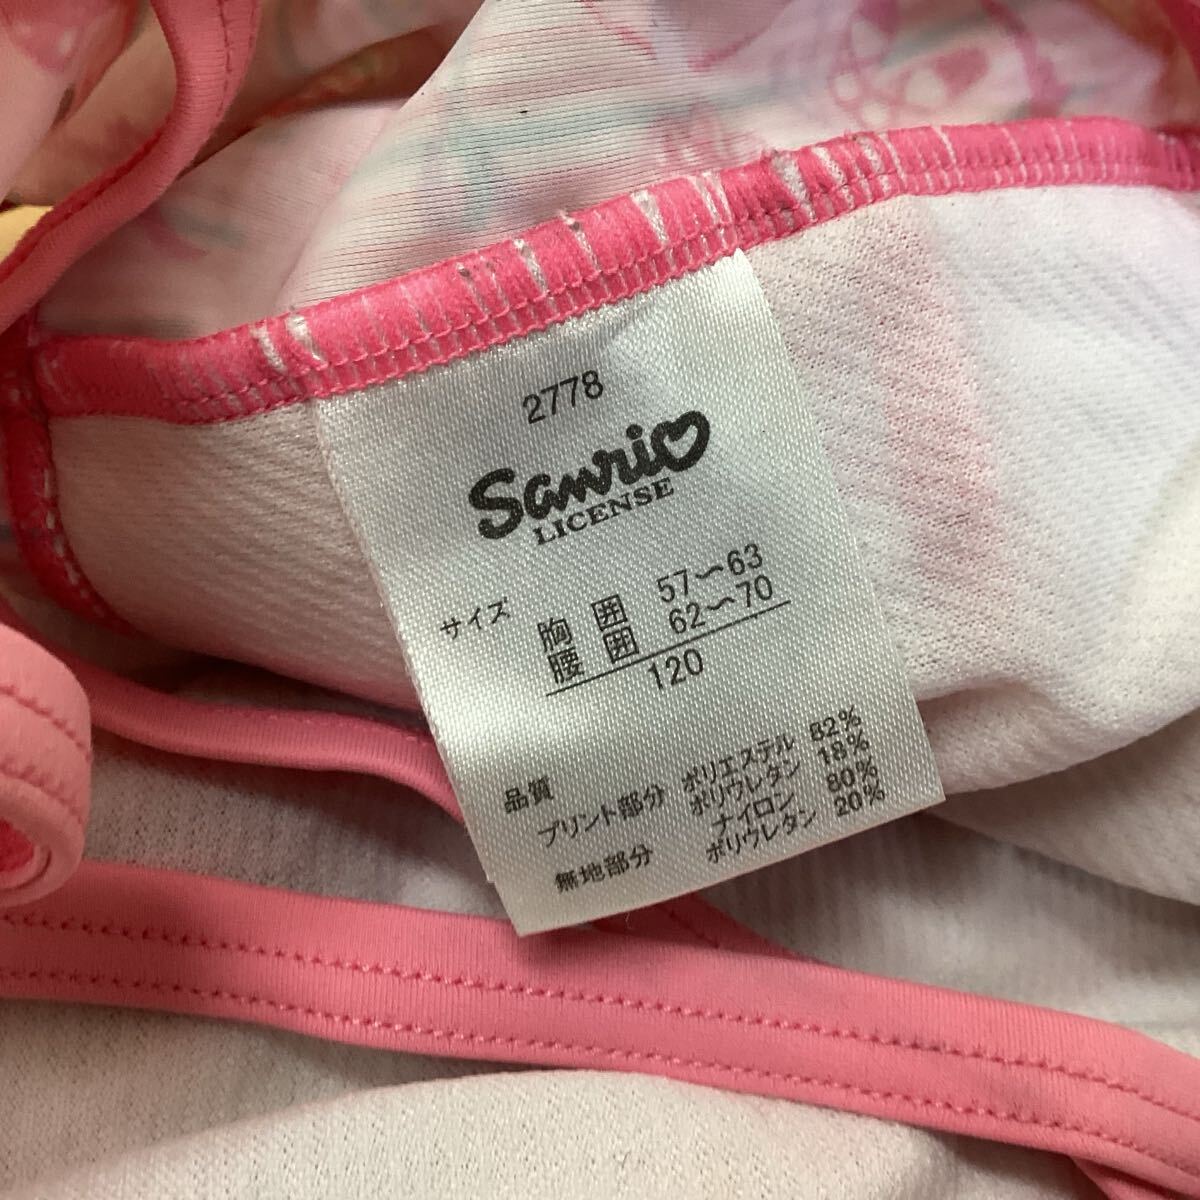 2778
Sanrio
LICENSE
サイズ
胸囲 57〜63
腰囲 62〜70
120
品質
プリント部分 ポリエステル 82%
ポリウレタン 18%
ナイロン 80%
無地部分 ポリウレタン 20%